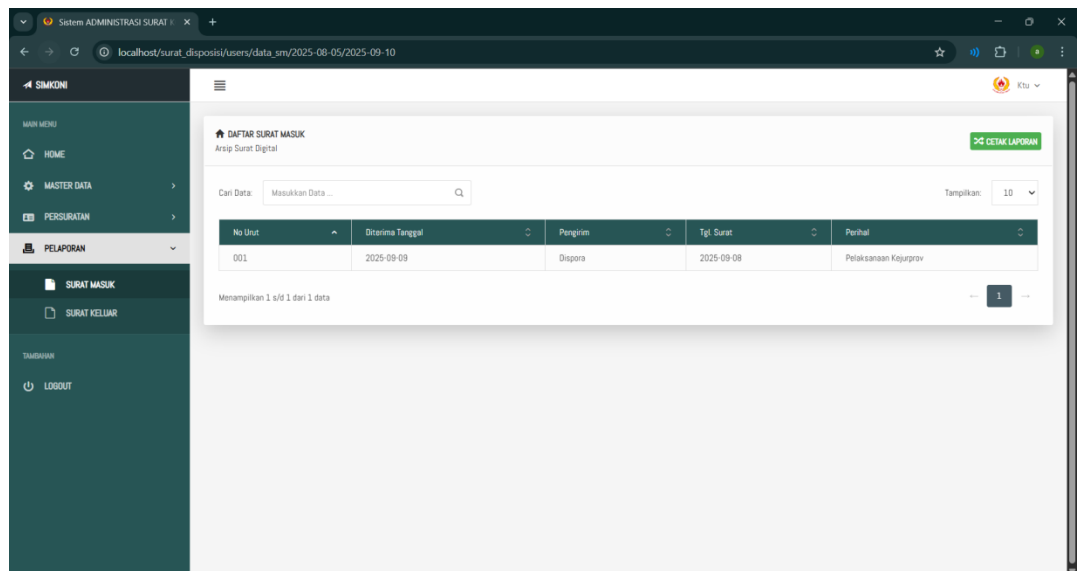 Sistem ADMINISTRASI SURAT
localhost/surat_disposisi/users/data_sm/2025-08-05/2025-09-10
a
SIMKONI
Ktu
MAIN MENU
HOME
MASTER DATA
PERSURATAN
PELAPORAN
SURAT MASUK
SURAT KELUAR
TAMBAHAN
LOGOUT
DAFTAR SURAT MASUK
Arsip Surat Digital
CETAK LAPORAN
Cari Data: Masukkan Data ...
Tampilkan: 10
No Urut Diterima Tanggal Pengirim Tgl. Surat Perihal
001 2025-09-09 Dispora 2025-09-08 Pelaksanaan Kejurprov
Menampilkan 1 s/d 1 dari 1 data
← 1 →